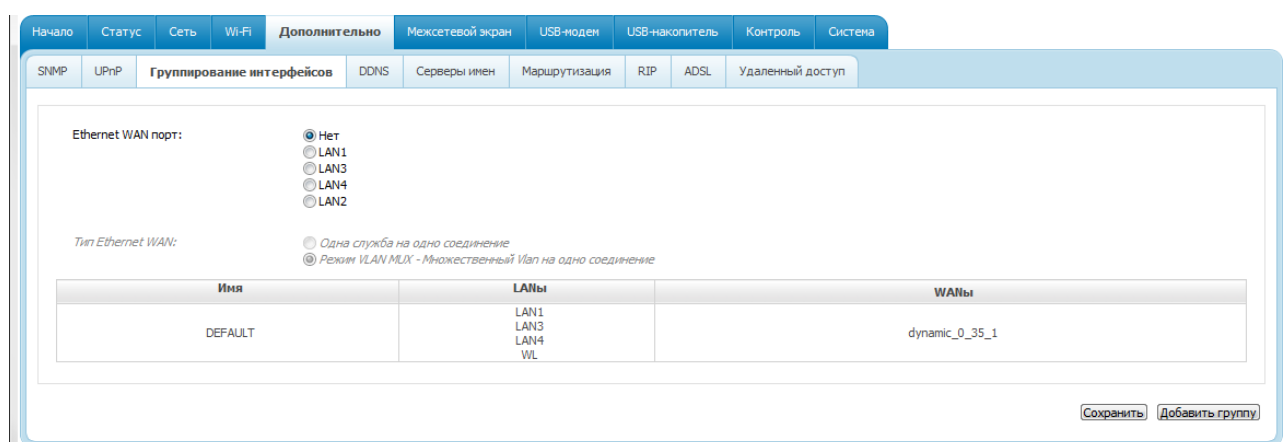 Начало Статус Сеть Wi-Fi Дополнительно Межсетевой экран USB-модем USB-накопитель Контроль Система
SNMP UPnP Группирование интерфейсов DDNS Серверы имен Маршрутизация RIP ADSL Удаленный доступ
Ethernet WAN порт: Нет
LAN1
LAN3
LAN4
LAN2
Тип Ethernet WAN: Одна служба на одно соединение
Режим VLAN MUX - Множественный Vlan на одно соединение
Имя LANы WANы
LAN1
LAN3
DEFAULT dynamic_0_35_1
LAN4
WL
Сохранить Добавить группу